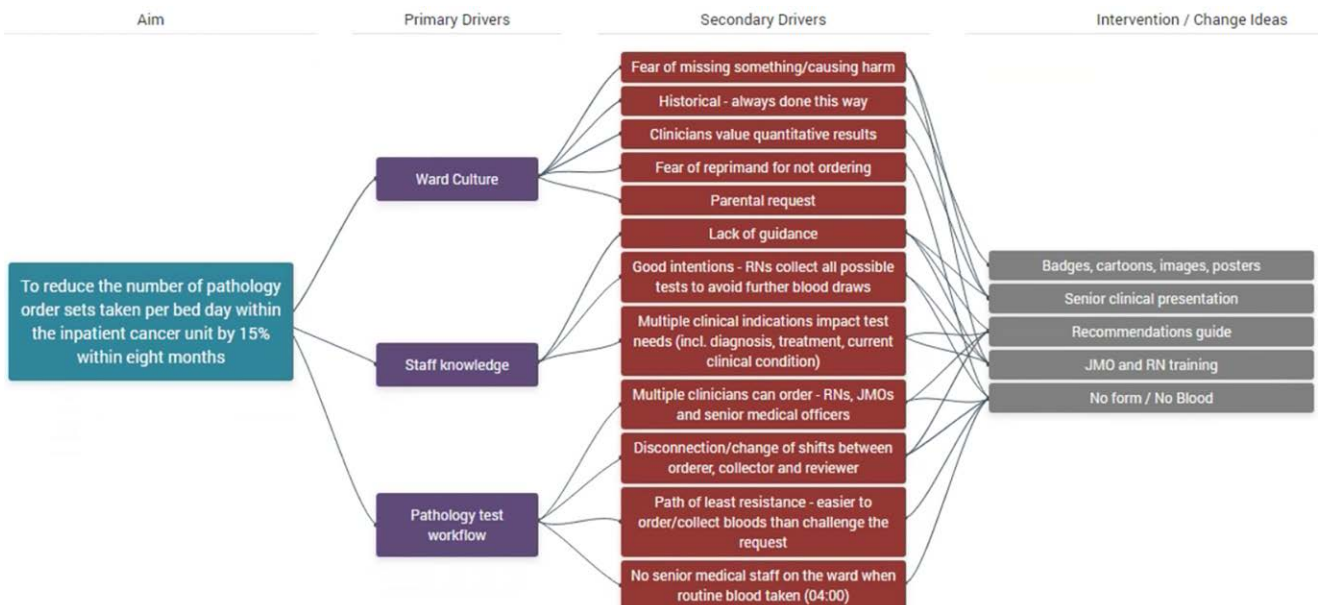 Aim
Primary Drivers
Secondary Drivers
Intervention / Change Ideas
To reduce the number of pathology
order sets taken per bed day within
the inpatient cancer unit by 15%
within eight months
Ward Culture
Staff knowledge
Pathology test
workflow
Fear of missing something/causing harm
Historical - always done this way
Clinicians value quantitative results
Fear of reprimand for not ordering
Parental request
Lack of guidance
Good intentions - RNs collect all possible
tests to avoid further blood draws
Multiple clinical indications impact test
needs (incl. diagnosis, treatment, current
clinical condition)
Multiple clinicians can order - RNs, JMOs
and senior medical officers
Disconnection/change of shifts between
orderer, collector and reviewer
Path of least resistance - easier to
order/collect bloods than challenge the
request
No senior medical staff on the ward when
routine blood taken (04:00)
Badges, cartoons, images, posters
Senior clinical presentation
Recommendations guide
JMO and RN training
No form / No Blood